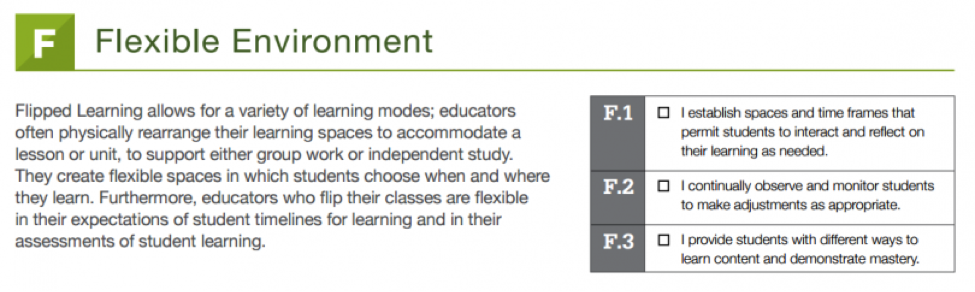 F Flexible Environment
Flipped Learning allows for a variety of learning modes; educators
often physically rearrange their learning spaces to accommodate a
lesson or unit, to support either group work or independent study.
They create flexible spaces in which students choose when and where
they learn. Furthermore, educators who flip their classes are flexible
in their expectations of student timelines for learning and in their
assessments of student learning.
F.1 I establish spaces and time frames that
permit students to interact and reflect on
their learning as needed.
F.2 I continually observe and monitor students
to make adjustments as appropriate.
F.3 I provide students with different ways to
learn content and demonstrate mastery.